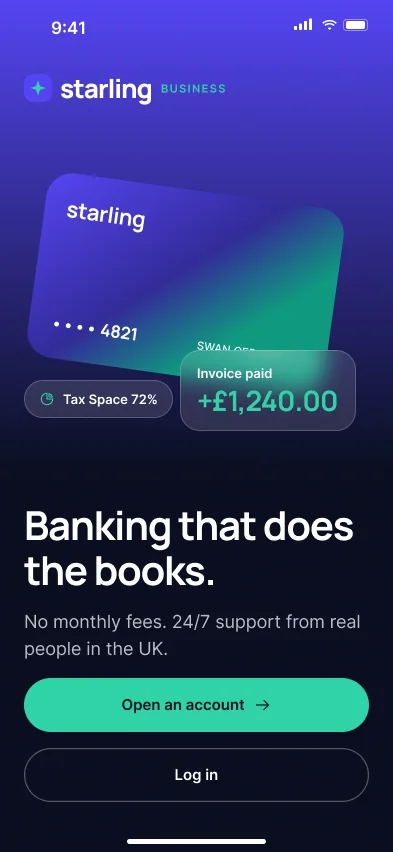 9:41
starling BUSINESS
starling
• • • • 4821
SWAN
Invoice paid
+£1,240.00
Tax Space 72%
Banking that does
the books.
No monthly fees. 24/7 support from real
people in the UK.
Open an account →
Log in